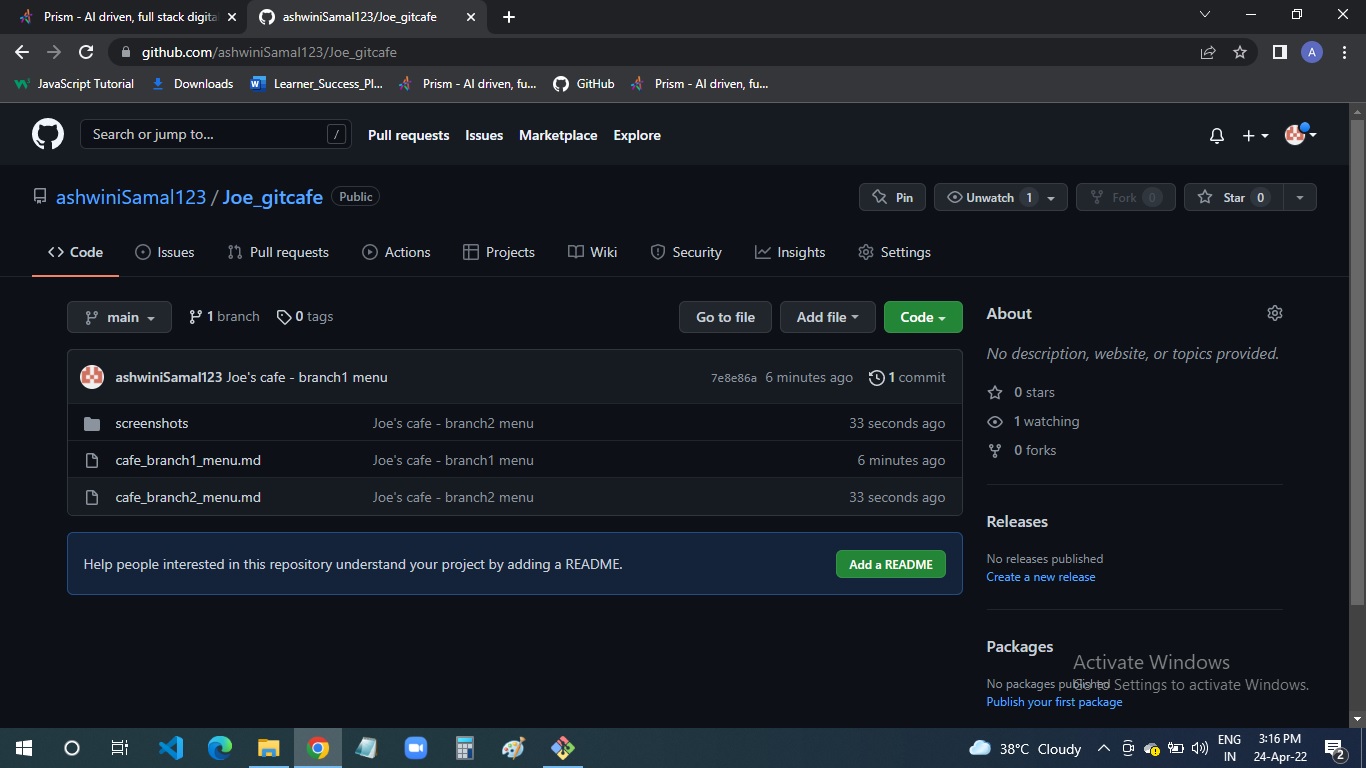 Prism - AI driven, full stack digita
ashwiniSamal123/Joe_gitcafe
github.com/ashwiniSamal123/Joe_gitcafe
A
JavaScript Tutorial Downloads Learner_Success_Pl... Prism - AI driven, fu... GitHub Prism - AI driven, fu...
Search or jump to... / Pull requests Issues Marketplace Explore
ashwiniSamal123 / Joe_gitcafe Public Pin Unwatch 1 Fork 0 Star 0
Code Issues Pull requests Actions Projects Wiki Security Insights Settings
main 1 branch 0 tags Go to file Add file Code
ashwiniSamal123 Joe's cafe - branch1 menu 7e8e86a 6 minutes ago 1 commit
screenshots Joe's cafe - branch2 menu 33 seconds ago
cafe_branch1_menu.md Joe's cafe - branch1 menu 6 minutes ago
cafe_branch2_menu.md Joe's cafe - branch2 menu 33 seconds ago
Help people interested in this repository understand your project by adding a README. Add a README
About
No description, website, or topics provided.
0 stars
1 watching
0 forks
Releases
No releases published
Create a new release
Packages
No packages published
Publish your first package
Activate Windows
Go to Settings to activate Windows.
38°C Cloudy
ENG
IN
3:16 PM
24-Apr-22
2